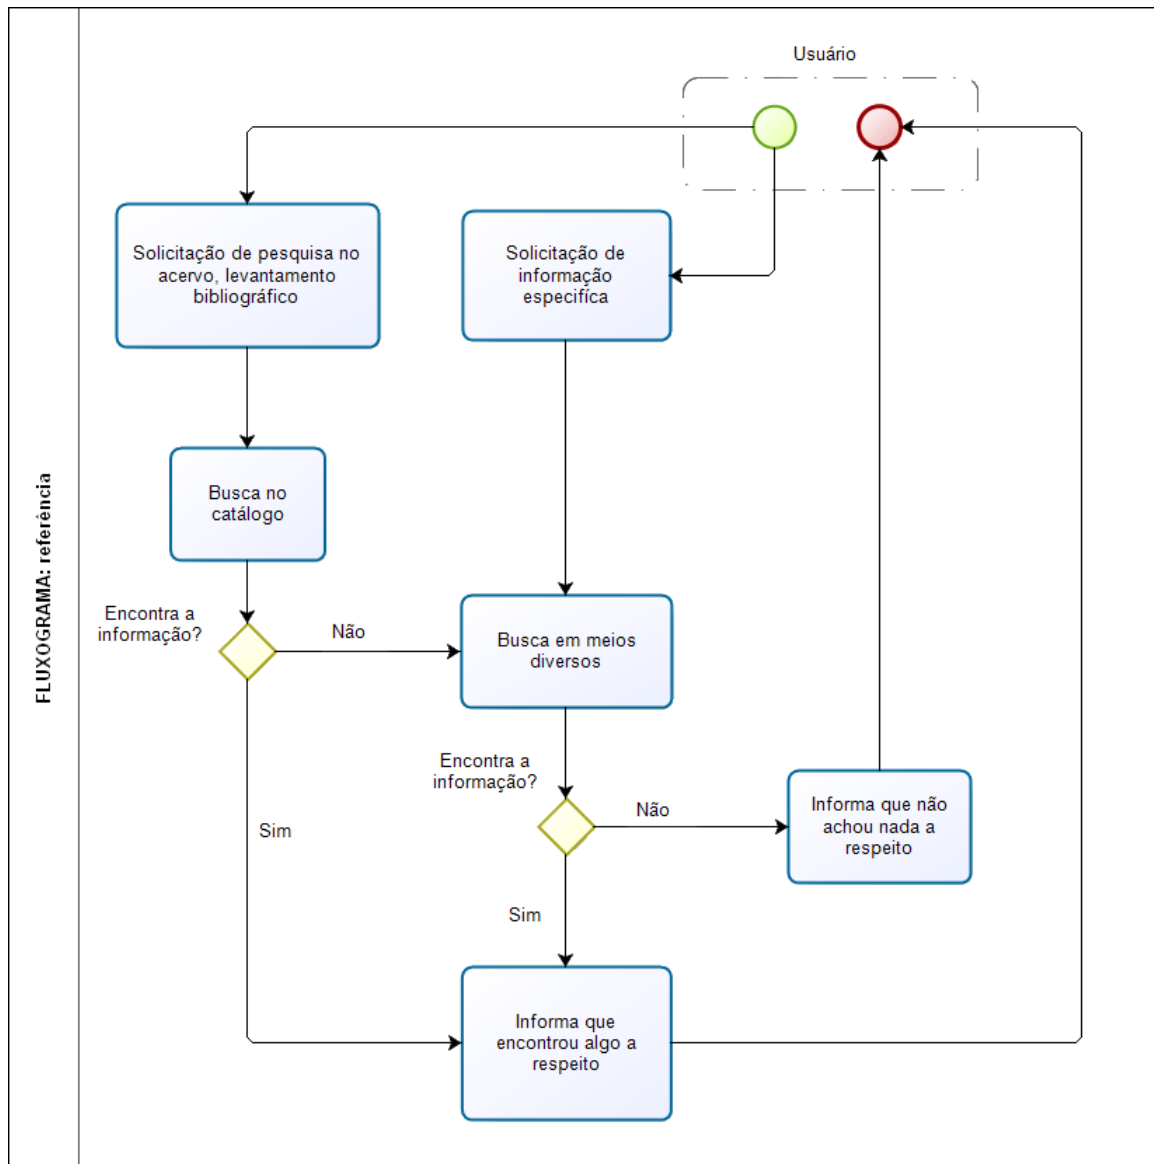 FLUXOGRAMA: referência
Usuário
Solicitação de pesquisa no
acervo, levantamento
bibliográfico
Solicitação de
informação
especifíca
Busca no
catálogo
Encontra a
informação?
Não
Busca em meios
diversos
Encontra a
informação?
Não
Informa que não
achou nada a
respeito
Sim
Sim
Informa que
encontrou algo a
respeito